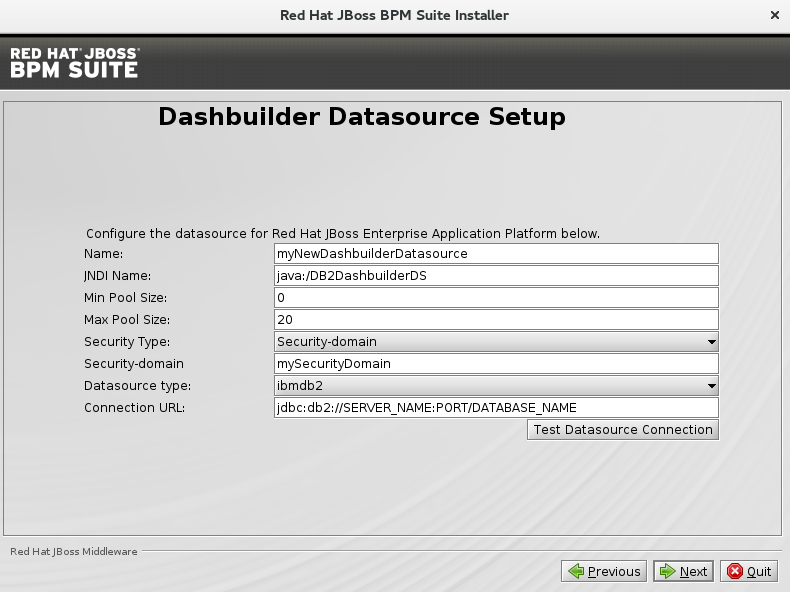 Red Hat JBoss BPM Suite Installer
RED HAT® JBOSS®
BPM SUITE
Dashbuilder Datasource Setup
Configure the datasource for Red Hat JBoss Enterprise Application Platform below.
Name: myNewDashbuilderDatasource
JNDI Name: java:/DB2DashbuilderDS
Min Pool Size: 0
Max Pool Size: 20
Security Type: Security-domain
Security-domain mySecurityDomain
Datasource type: ibmdb2
Connection URL: jdbc:db2://SERVER_NAME:PORT/DATABASE_NAME
Test Datasource Connection
Red Hat JBoss Middleware
Previous Next Quit